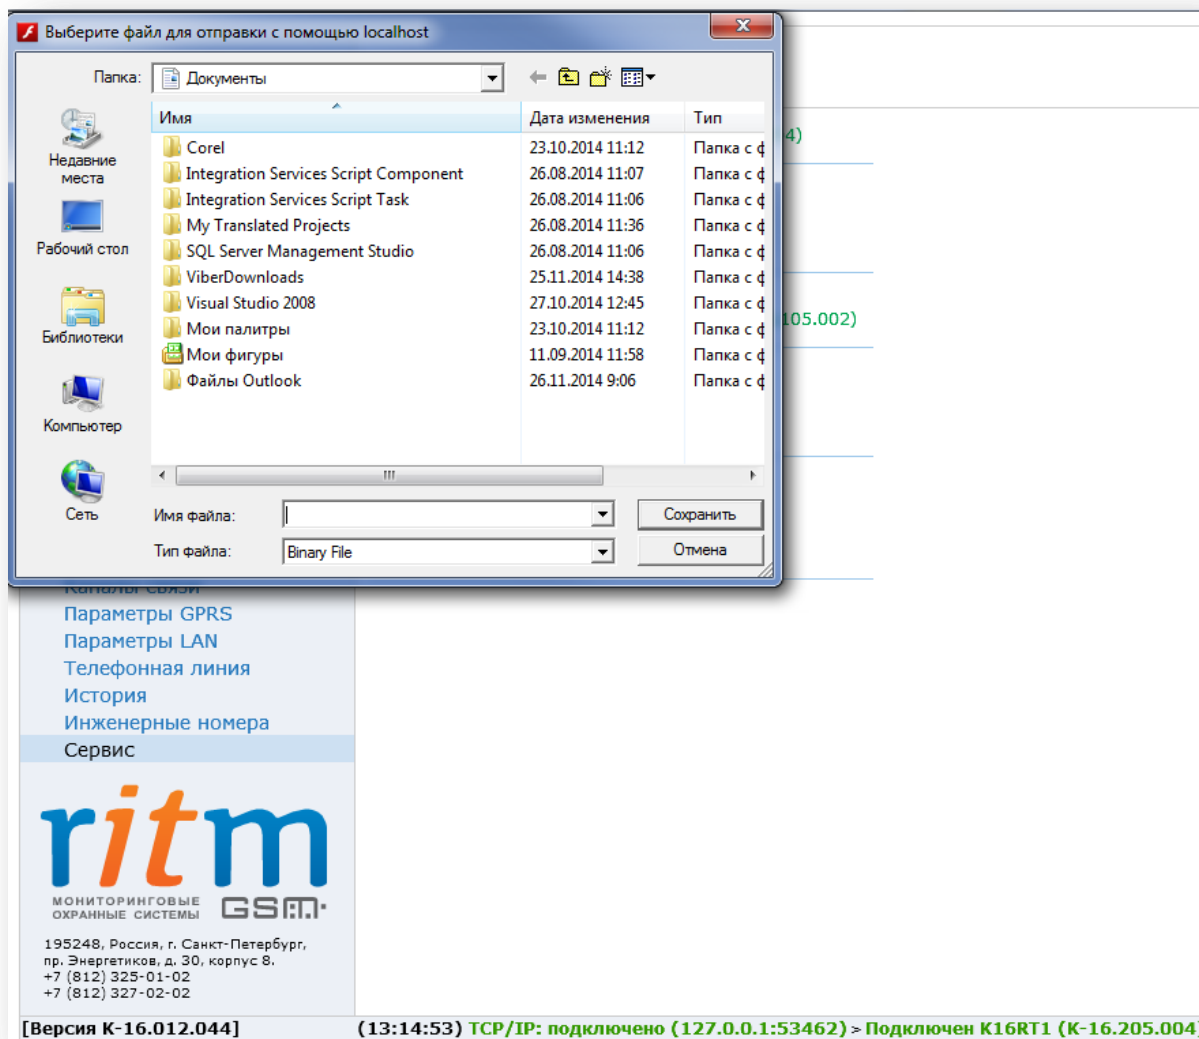 Выберите файл для отправки с помощью localhost
Папка: Документы
Имя Дата изменения Тип
Недавние места
Рабочий стол
Библиотеки
Компьютер
Сеть
Corel 23.10.2014 11:12 Папка с ф
Integration Services Script Component 26.08.2014 11:07 Папка с ф
Integration Services Script Task 26.08.2014 11:06 Папка с ф
My Translated Projects 26.08.2014 11:36 Папка с ф
SQL Server Management Studio 26.08.2014 11:06 Папка с ф
ViberDownloads 25.11.2014 14:38 Папка с ф
Visual Studio 2008 27.10.2014 12:45 Папка с ф
Мои палитры 23.10.2014 11:12 Папка с ф
Мои фигуры 11.09.2014 11:58 Папка с ф
Файлы Outlook 26.11.2014 9:06 Папка с ф
4)
105.002)
Имя файла: Сохранить
Тип файла: Binary File Отмена
Каналы связи
Параметры GPRS
Параметры LAN
Телефонная линия
История
Инженерные номера
Сервис
ritm
МОНИТОРИНГОВЫЕ
ОХРАННЫЕ СИСТЕМЫ GSM
195248, Россия, г. Санкт-Петербург,
пр. Энергетиков, д. 30, корпус 8.
+7 (812) 325-01-02
+7 (812) 327-02-02
[Версия K-16.012.044] (13:14:53) TCP/IP: подключено (127.0.0.1:53462) > Подключен K16RT1 (K-16.205.004)